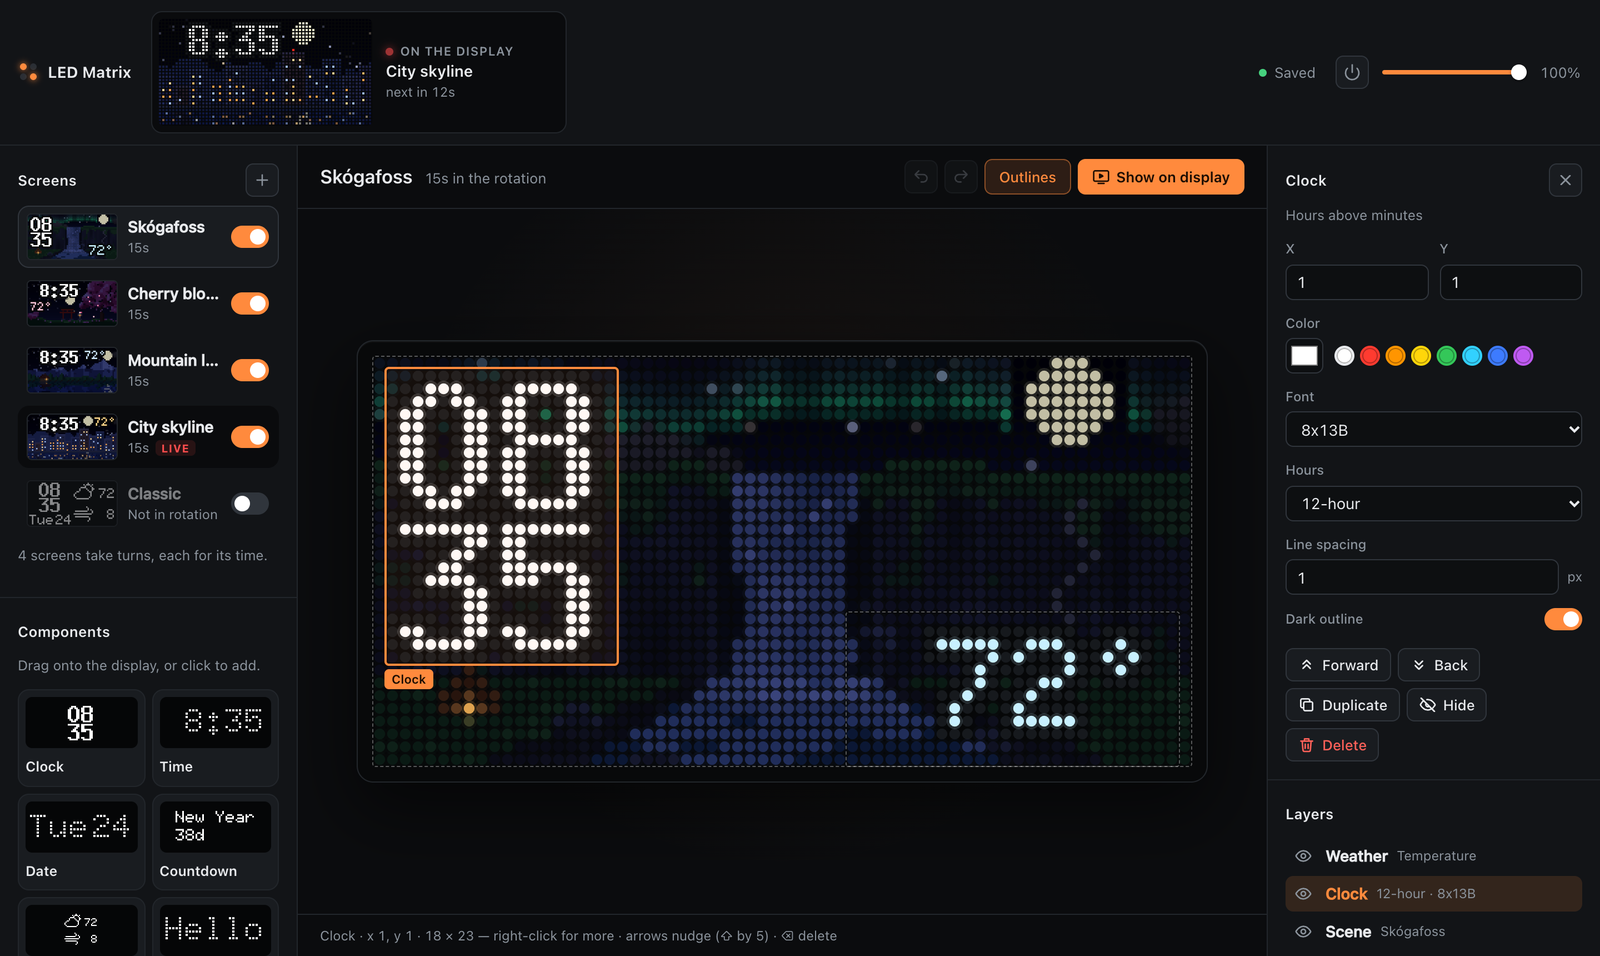 LED Matrix
8:35
ON THE DISPLAY
City skyline
next in 12s
Saved
100%
Screens
08
35
72°
Skógafoss
15s
8:35
72°
Cherry blo...
15s
8:35 72°
Mountain l...
15s
8:35 72°
City skyline
15s LIVE
08
35
72
8
Tue24
Classic
Not in rotation
4 screens take turns, each for its time.
Components
Drag onto the display, or click to add.
08
35
Clock
8:35
Time
Tue24
Date
New Year
38d
Countdown
72
8
Hello
Skógafoss 15s in the rotation
Outlines
Show on display
08
35
Clock
72°
Clock · x 1, y 1 · 18 × 23 — right-click for more · arrows nudge (⇧ by 5) · ⌫ delete
Clock
Hours above minutes
X Y
1 1
Color
Font
8x13B
Hours
12-hour
Line spacing
1 px
Dark outline
Forward Back
Duplicate Hide
Delete
Layers
Weather Temperature
Clock 12-hour · 8x13B
Scene Skógafoss